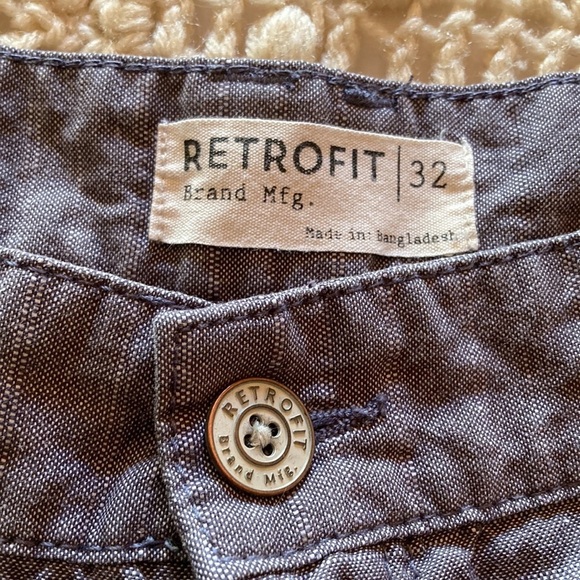 RETROFIT | 32
Brand Mfg.
Made in: Bangladesh
RETROFIT
Brand Mfg.